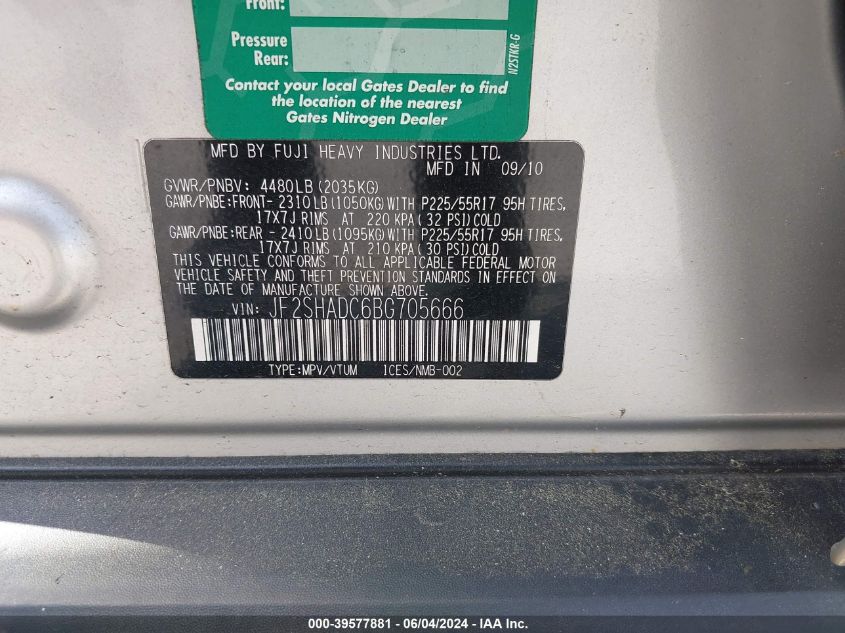 Front:
Pressure
Rear:
N2STKR-G
Contact your local Gates Dealer to find
the location of the nearest
Gates Nitrogen Dealer
MFD BY FUJI HEAVY INDUSTRIES LTD.
MFD IN 09/10
GVWR/PNBV: 4480LB(2035KG)
GAWR/PNBE:FRONT- 2310LB(1050KG)WITH P225/55R17 95H TIRES,
17X7J RIMS AT 220 KPA(32 PSI)COLD
GAWR/PNBE:REAR - 2410LB(1095KG)WITH P225/55R17 95H TIRES,
17X7J RIMS AT 210 KPA(30 PSI)COLD
THIS VEHICLE CONFORMS TO ALL APPLICABLE FEDERAL MOTOR
VEHICLE SAFETY AND THEFT PREVENTION STANDARDS IN EFFECT ON
THE DATE OF MANUFACTURE SHOWN ABOVE.
VIN: JF2SHADC6BG705666
TYPE:MPV/VTUM 1CES/NMB-002
000-39577881 - 06/04/2024 - © Copyright 2024 - IAA Inc.